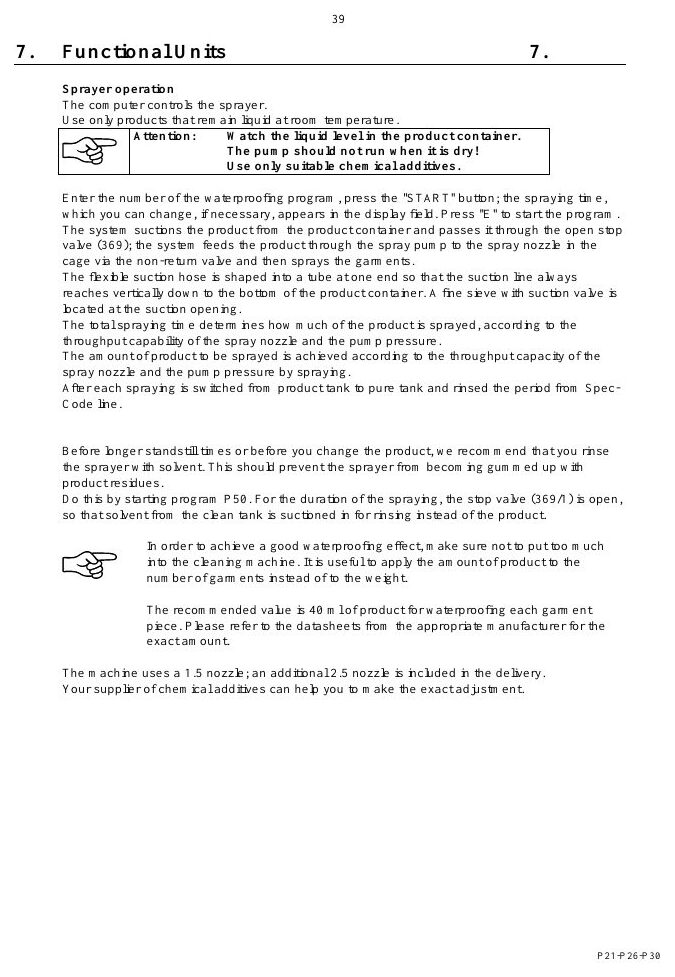 39
7. Functional Units 7.
Sprayer operation
The computer controls the sprayer.
Use only products that remain liquid at room temperature.
Attention: Watch the liquid level in the product container.
The pump should not run when it is dry!
Use only suitable chemical additives.
Enter the number of the waterproofing program, press the "START" button; the spraying time,
which you can change, if necessary, appears in the display field. Press "E" to start the program.
The system suctions the product from the product container and passes it through the open stop
valve (369); the system feeds the product through the spray pump to the spray nozzle in the
cage via the non-return valve and then sprays the garments.
The flexible suction hose is shaped into a tube at one end so that the suction line always
reaches vertically down to the bottom of the product container. A fine sieve with suction valve is
located at the suction opening.
The total spraying time determines how much of the product is sprayed, according to the
throughput capability of the spray nozzle and the pump pressure.
The amount of product to be sprayed is achieved according to the throughput capacity of the
spray nozzle and the pump pressure by spraying.
After each spraying is switched from product tank to pure tank and rinsed the period from Spec-
Code line.
Before longer standstill times or before you change the product, we recommend that you rinse
the sprayer with solvent. This should prevent the sprayer from becoming gummed up with
product residues.
Do this by starting program P50. For the duration of the spraying, the stop valve (369/1) is open,
so that solvent from the clean tank is suctioned in for rinsing instead of the product.
In order to achieve a good waterproofing effect, make sure not to put too much
into the cleaning machine. It is useful to apply the amount of product to the
number of garments instead of to the weight.
The recommended value is 40 ml of product for waterproofing each garment
piece. Please refer to the datasheets from the appropriate manufacturer for the
exact amount.
The machine uses a 1.5 nozzle; an additional 2.5 nozzle is included in the delivery.
Your supplier of chemical additives can help you to make the exact adjustment.
P21-P26-P30